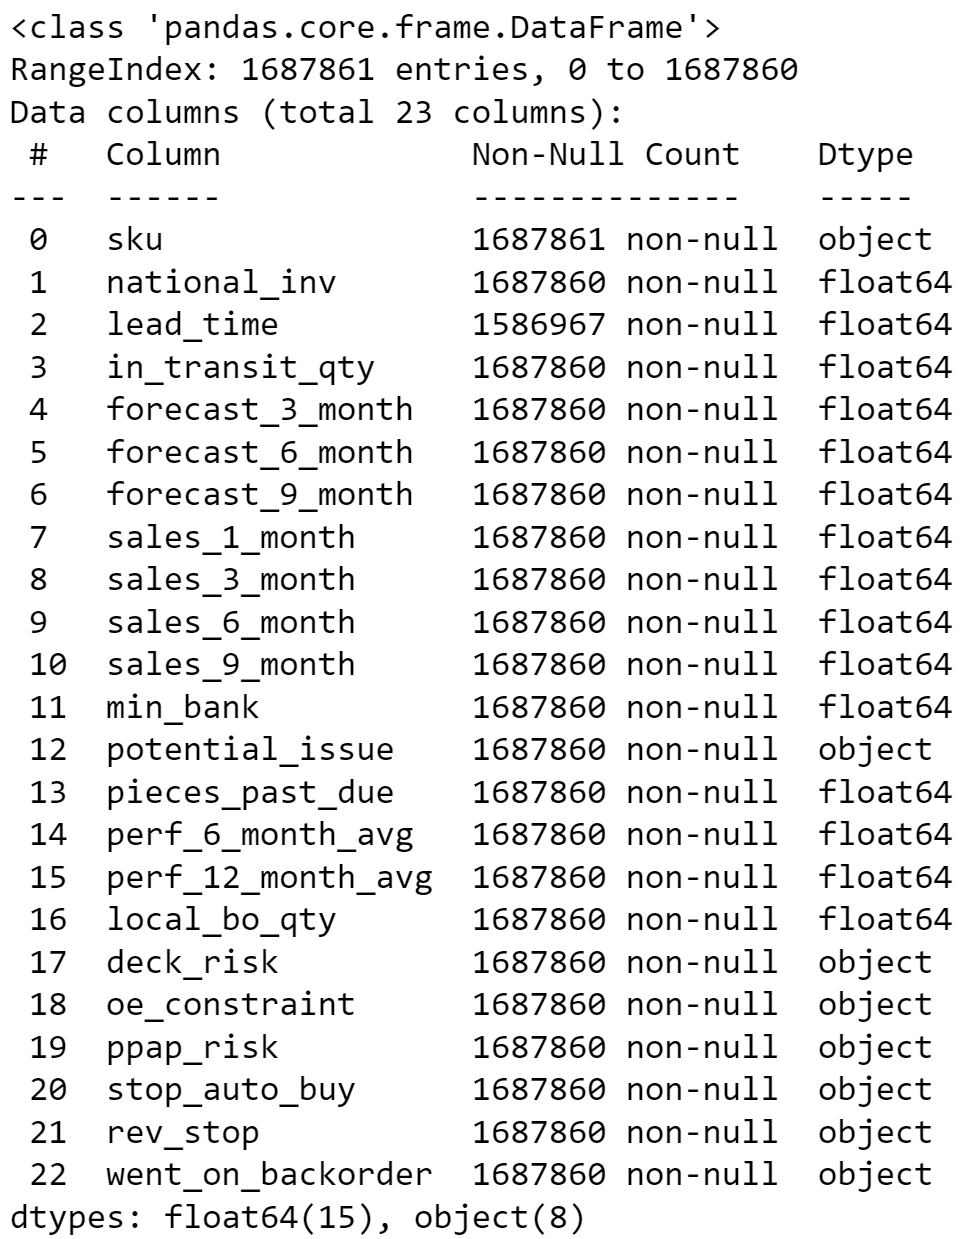 <class 'pandas.core.frame.DataFrame'>
RangeIndex: 1687861 entries, 0 to 1687860
Data columns (total 23 columns):
 #   Column             Non-Null Count    Dtype
---  ------             --------------    -----
 0   sku                1687861 non-null  object
 1   national_inv       1687860 non-null  float64
 2   lead_time          1586967 non-null  float64
 3   in_transit_qty     1687860 non-null  float64
 4   forecast_3_month   1687860 non-null  float64
 5   forecast_6_month   1687860 non-null  float64
 6   forecast_9_month   1687860 non-null  float64
 7   sales_1_month      1687860 non-null  float64
 8   sales_3_month      1687860 non-null  float64
 9   sales_6_month      1687860 non-null  float64
 10  sales_9_month      1687860 non-null  float64
 11  min_bank           1687860 non-null  float64
 12  potential_issue    1687860 non-null  object
 13  pieces_past_due    1687860 non-null  float64
 14  perf_6_month_avg   1687860 non-null  float64
 15  perf_12_month_avg  1687860 non-null  float64
 16  local_bo_qty       1687860 non-null  float64
 17  deck_risk          1687860 non-null  object
 18  oe_constraint      1687860 non-null  object
 19  ppap_risk          1687860 non-null  object
 20  stop_auto_buy      1687860 non-null  object
 21  rev_stop           1687860 non-null  object
 22  went_on_backorder  1687860 non-null  object
dtypes: float64(15), object(8)